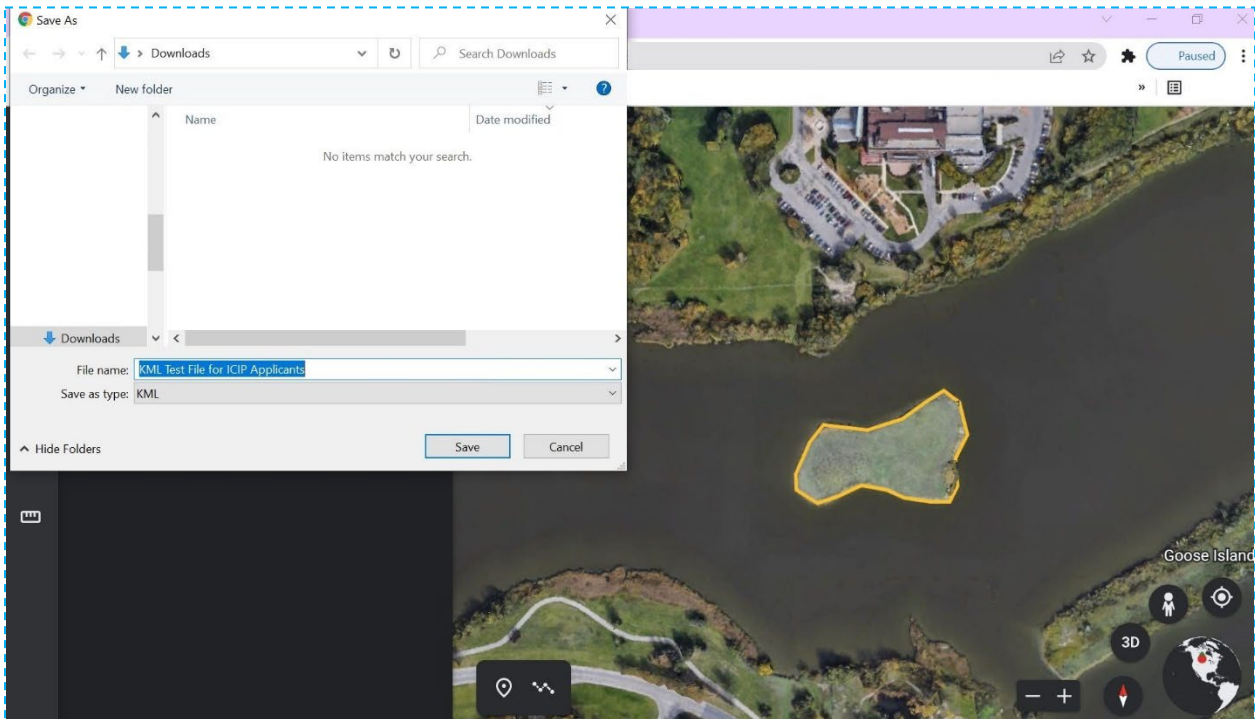 Save As
Downloads
Search Downloads
Paused
Organize
New folder
»
Name
Date modified
No items match your search.
Downloads
File name: KML Test File for ICIP Applicants
Save as type: KML
Hide Folders
Save
Cancel
Goose Island
3D